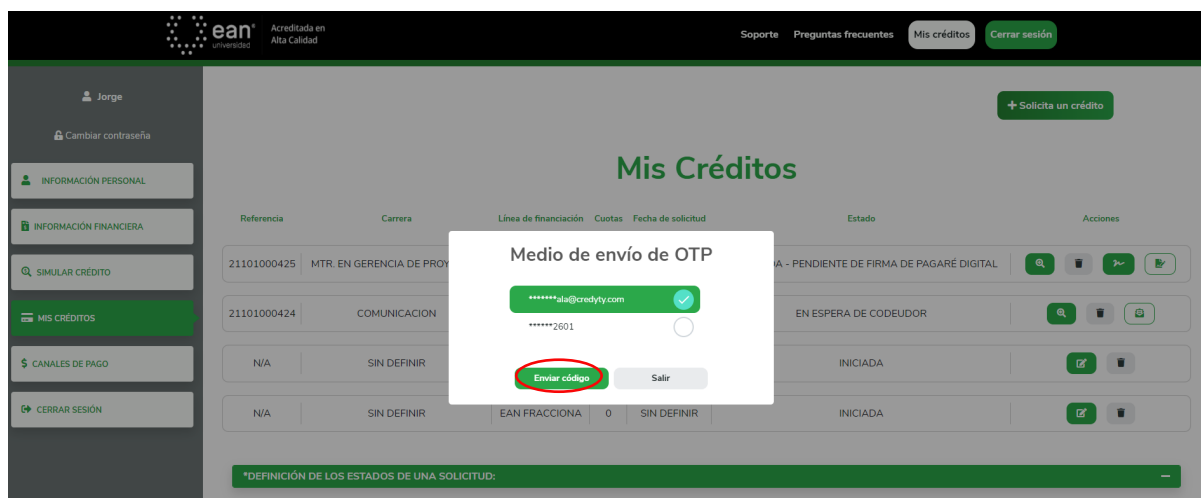 ean®
universidad
Acreditada en
Alta Calidad
Soporte Preguntas frecuentes Mis créditos Cerrar sesión
Jorge
Cambiar contraseña
INFORMACIÓN PERSONAL
INFORMACIÓN FINANCIERA
SIMULAR CRÉDITO
MIS CRÉDITOS
$ CANALES DE PAGO
CERRAR SESIÓN
+ Solicita un crédito
Mis Créditos
Referencia Carrera Línea de financiación Cuotas Fecha de solicitud Estado Acciones
21101000425 MTR. EN GERENCIA DE PROY - PENDIENTE DE FIRMA DE PAGARÉ DIGITAL
21101000424 COMUNICACION EN ESPERA DE CODEUDOR
N/A SIN DEFINIR INICIADA
N/A SIN DEFINIR EAN FRACCIONA 0 SIN DEFINIR INICIADA
Medio de envío de OTP
*******ala@credyty.com
******2601
Enviar código Salir
*DEFINICIÓN DE LOS ESTADOS DE UNA SOLICITUD: